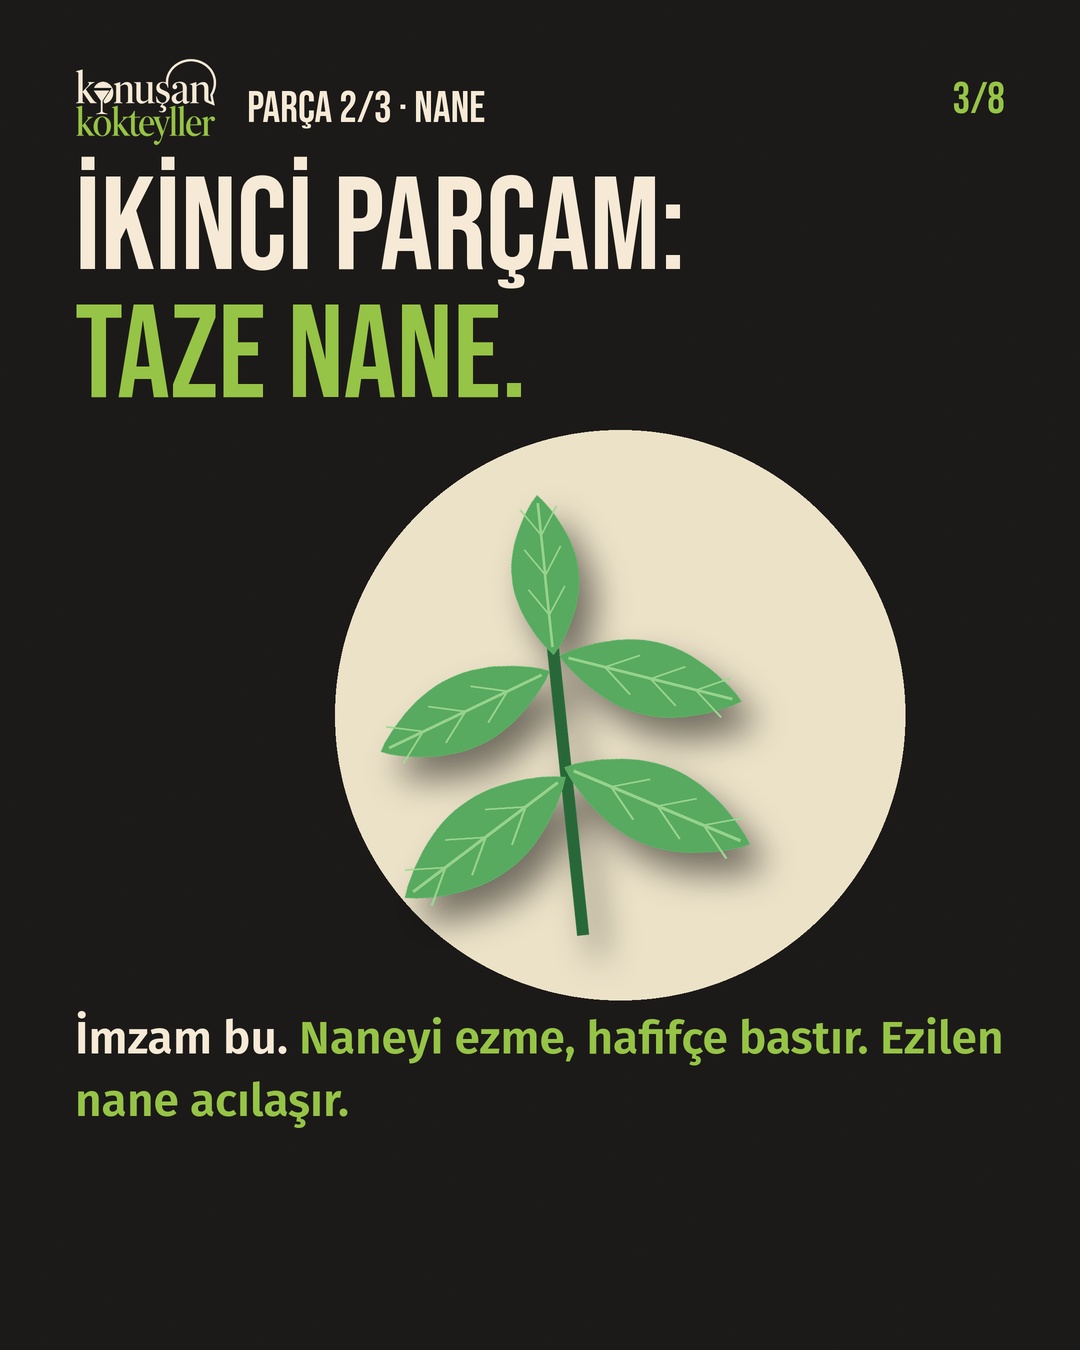 konuşan
kokteyller
PARÇA 2/3 · NANE
3/8
İKİNCİ PARÇAM:
TAZE NANE.
İmzam bu. Naneyi ezme, hafifçe bastır. Ezilen
nane acılaşır.